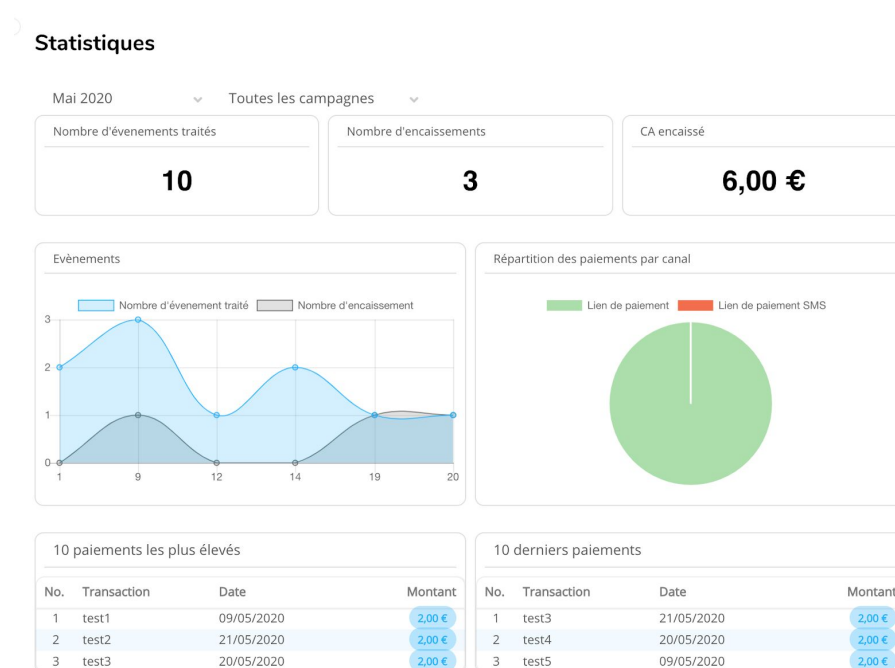 Statistiques
Mai 2020 Toutes les campagnes
Nombre d'évenements traités Nombre d'encaissements CA encaissé
10 3 6,00 €
Evènements Répartition des paiements par canal
Nombre d'évenement traité Nombre d'encaissement Lien de paiement Lien de paiement SMS
3
2
1
0
1 9 12 14 19 20
10 paiements les plus élevés 10 derniers paiements
No. Transaction Date Montant No. Transaction Date Montant
1 test1 09/05/2020 2,00 € 1 test3 21/05/2020 2,00 €
2 test2 21/05/2020 2,00 € 2 test4 20/05/2020 2,00 €
3 test3 20/05/2020 2,00 € 3 test5 09/05/2020 2,00 €